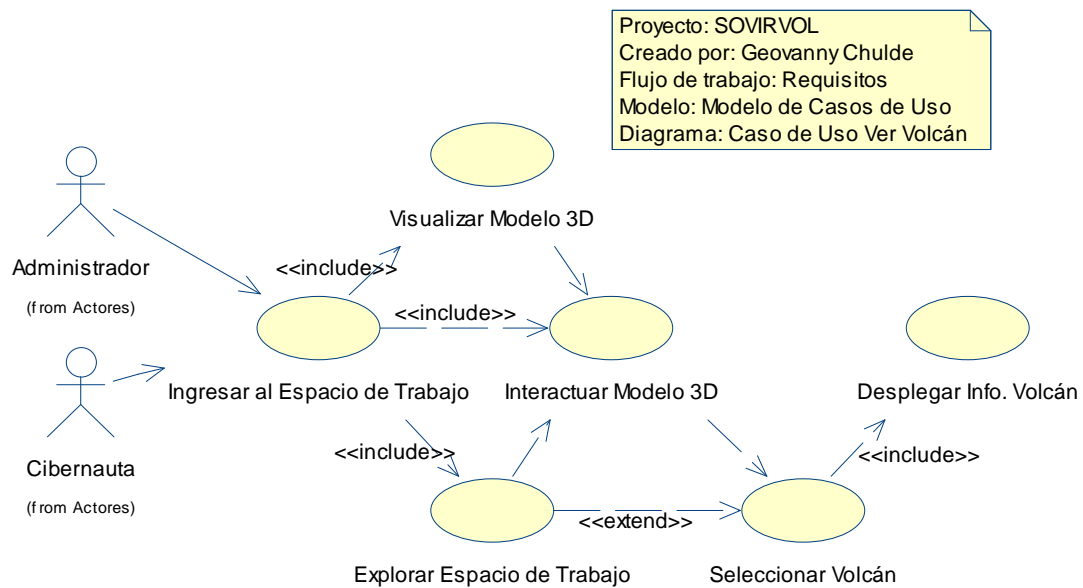 Proyecto: SOVIRVOL
Creado por: Geovanny Chulde
Flujo de trabajo: Requisitos
Modelo: Modelo de Casos de Uso
Diagrama: Caso de Uso Ver Volcán
Visualizar Modelo 3D
Administrador
(from Actores)
<<include>>
<<include>>
Ingresar al Espacio de Trabajo
Interactuar Modelo 3D
Desplegar Info. Volcán
Cibernauta
(from Actores)
<<include>>
<<include>>
<<extend>>
Explorar Espacio de Trabajo
Seleccionar Volcán